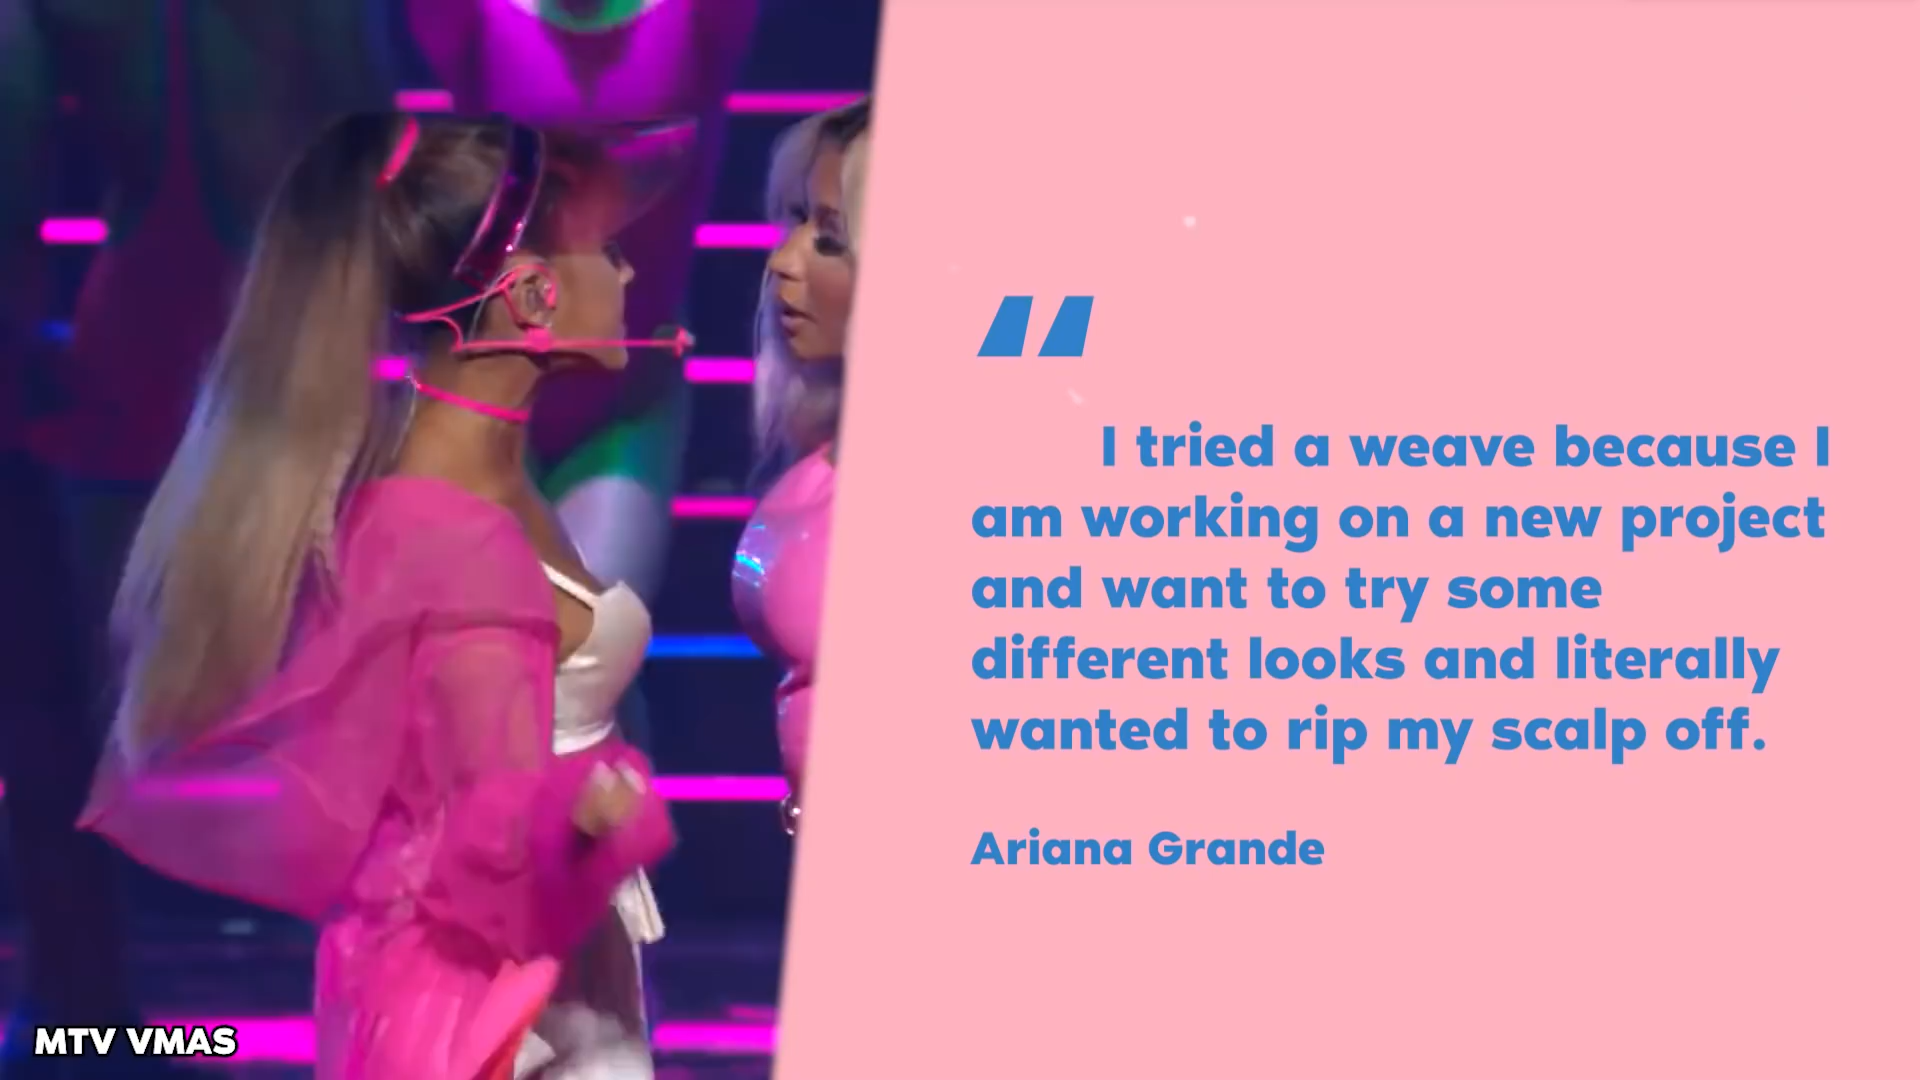 “
I tried a weave because I
am working on a new project
and want to try some
different looks and literally
wanted to rip my scalp off.
Ariana Grande
MTV VMAS